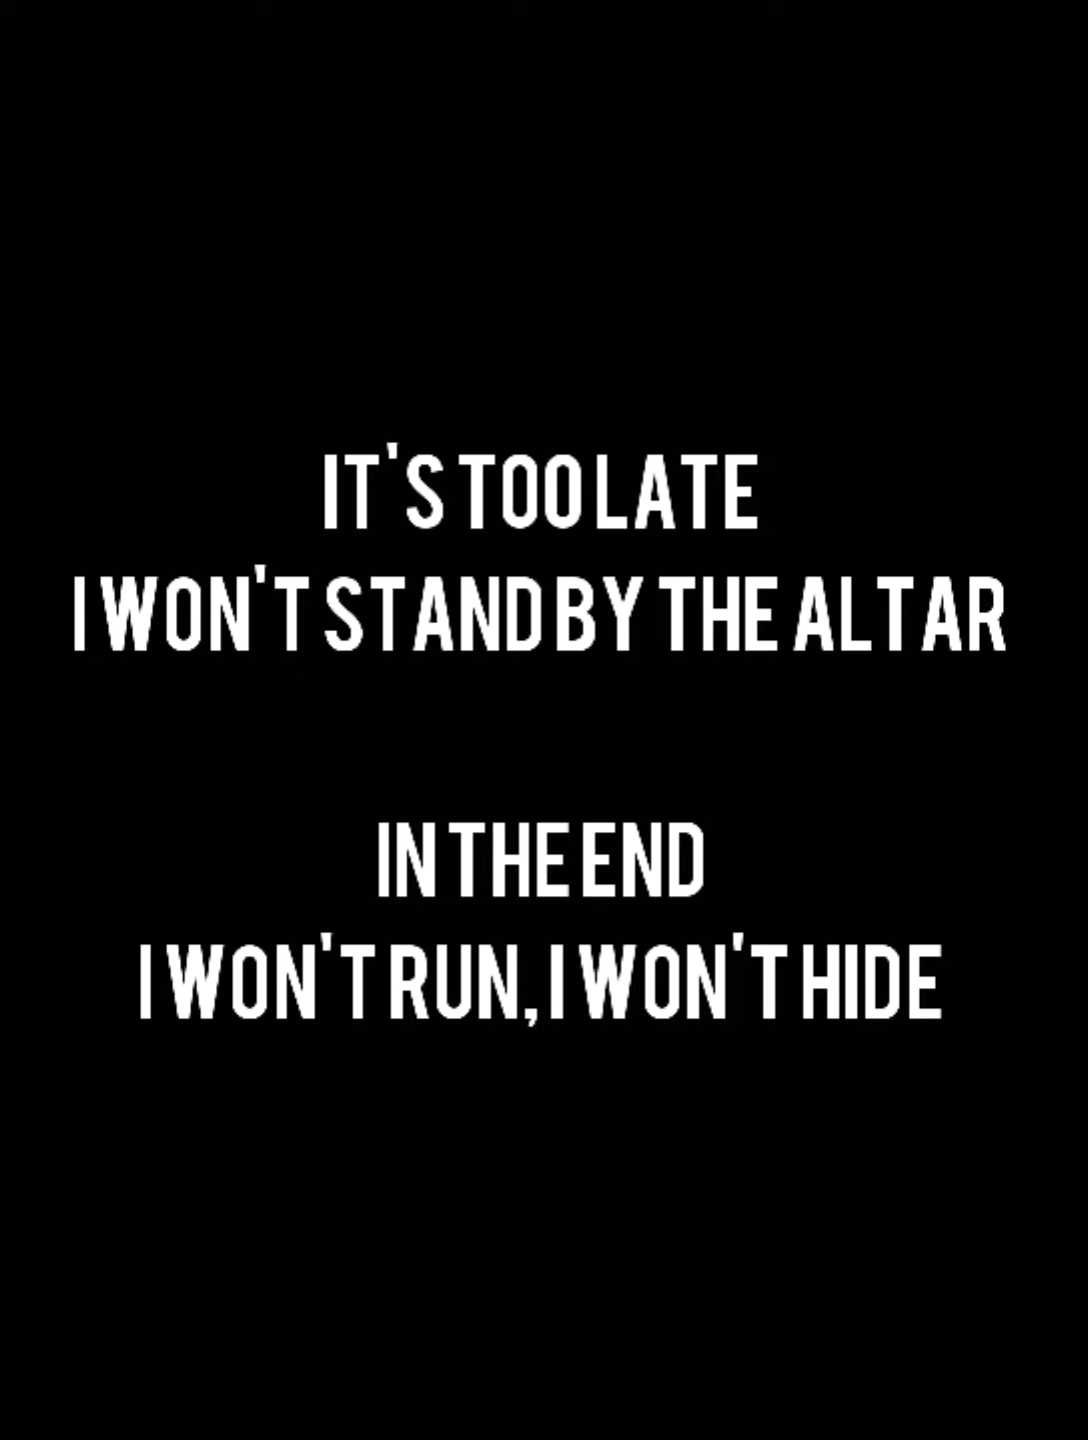 IT'S TOO LATE
I WON'T STAND BY THE ALTAR
IN THE END
I WON'T RUN, I WON'T HIDE